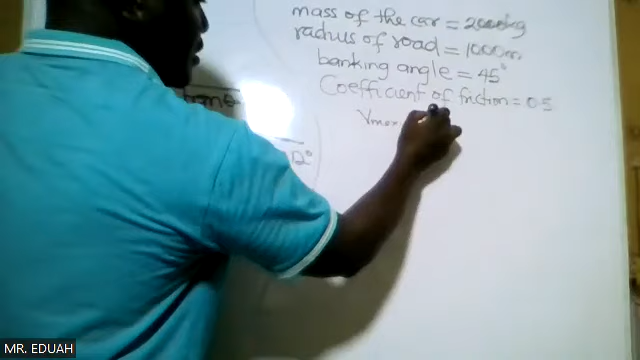 mass of the car = 2000kg
radius of road = 1000m
banking angle = 45°
Coefficient of friction = 0.5
Vmax
MR. EDUAH